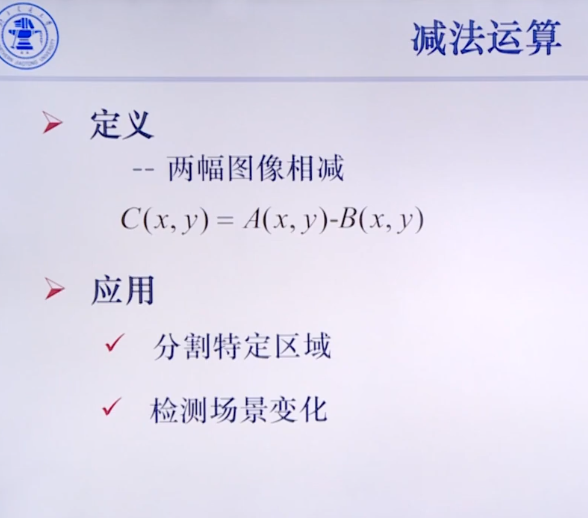 减法运算
定义
-- 两幅图像相减
C(x, y) = A(x, y)-B(x, y)
应用
分割特定区域
检测场景变化